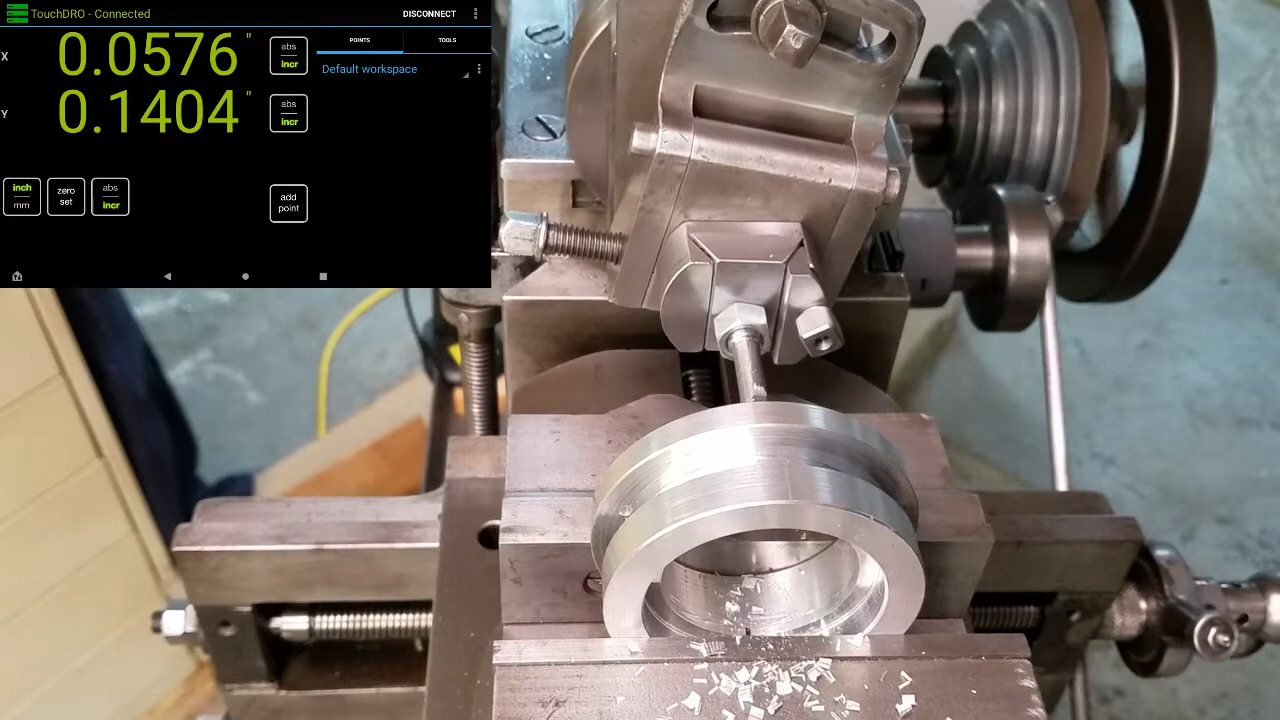 TouchDRO - Connected
DISCONNECT
X 0.0576"
abs
incr
POINTS
TOOLS
Default workspace
Y 0.1404"
abs
incr
inch
mm
zero
set
abs
incr
add
point